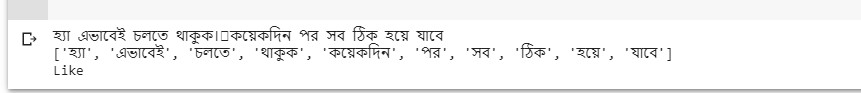 হ্যা এভাবেই চলতে থাকুক।কয়েকদিন পর সব ঠিক হয়ে যাবে
['হ্যা', 'এভাবেই', 'চলতে', 'থাকুক', 'কয়েকদিন', 'পর', 'সব', 'ঠিক', 'হয়ে', 'যাবে']
Like